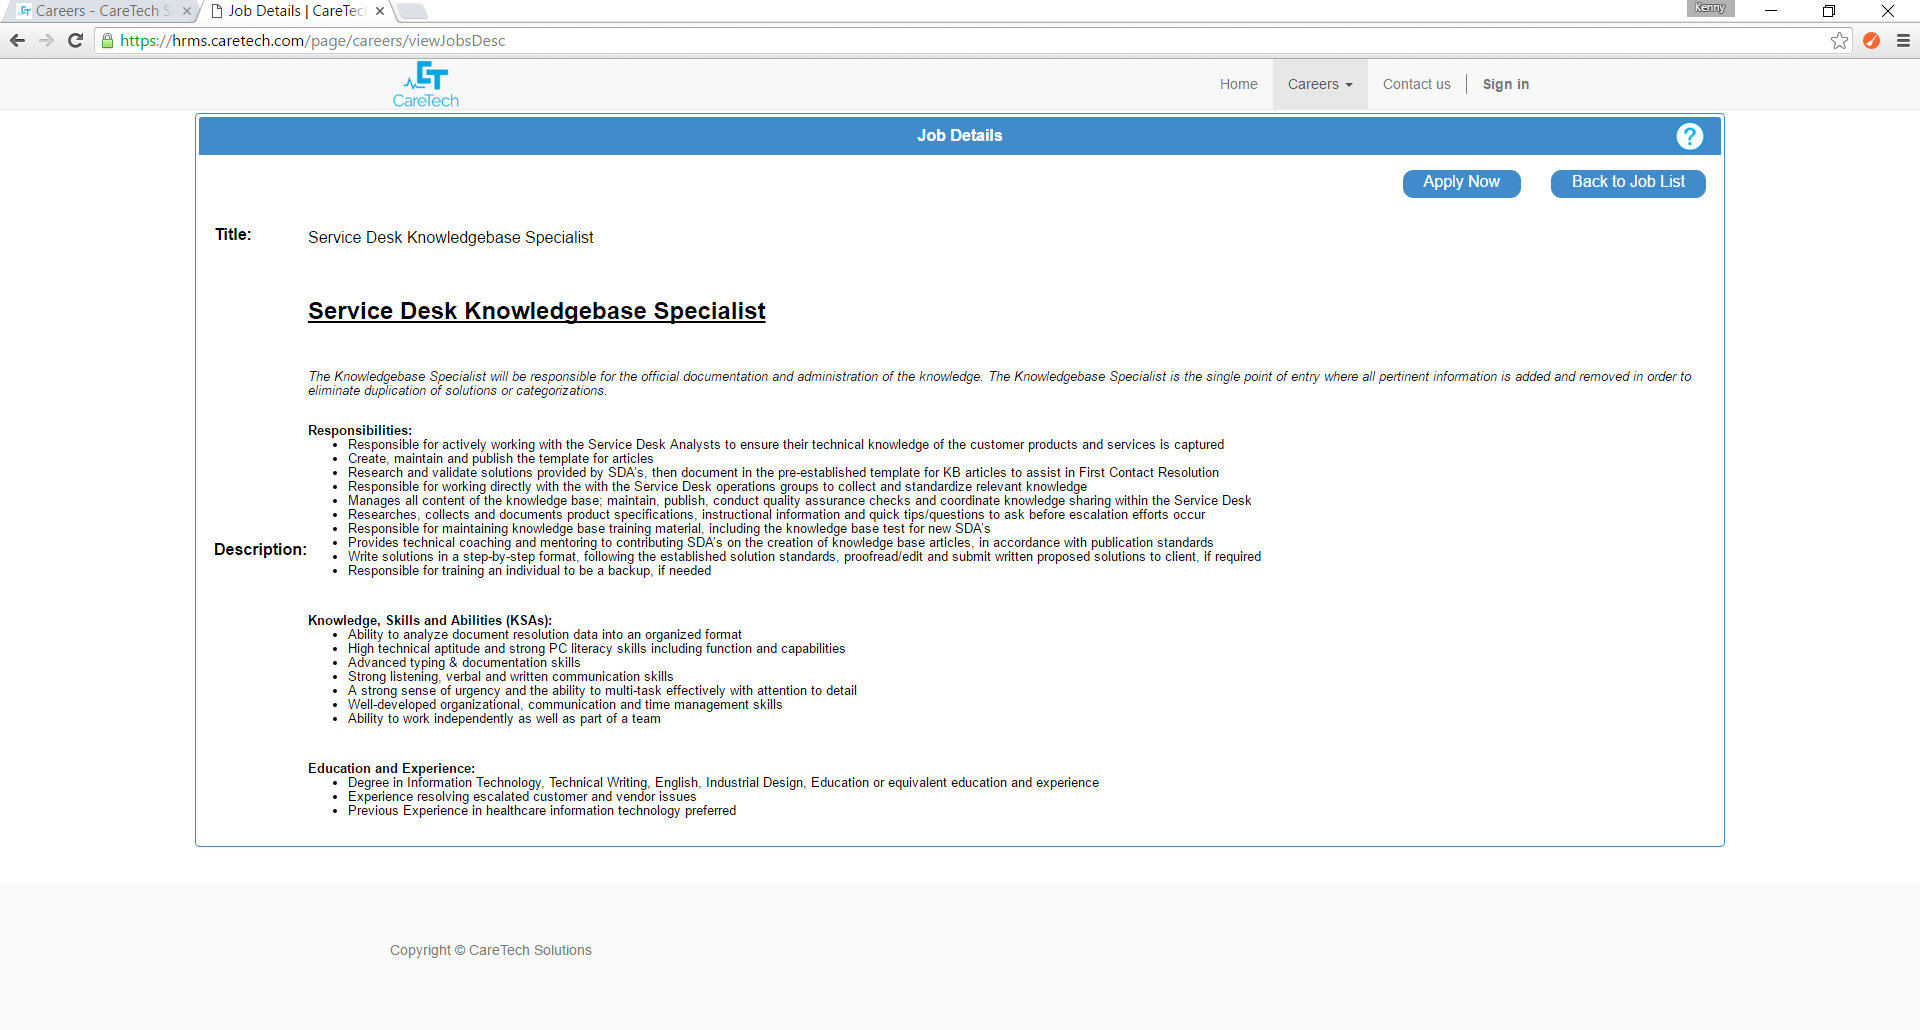 Careers - CareTech S
Job Details | CareTec
Kenny
https://hrms.caretech.com/page/careers/viewJobsDesc
CT
CareTech
Home
Careers
Contact us
Sign in
Job Details
?
Apply Now
Back to Job List
Title:
Service Desk Knowledgebase Specialist
Service Desk Knowledgebase Specialist
The Knowledgebase Specialist will be responsible for the official documentation and administration of the knowledge. The Knowledgebase Specialist is the single point of entry where all pertinent information is added and removed in order to
eliminate duplication of solutions or categorizations.
Description:
Responsibilities:
• Responsible for actively working with the Service Desk Analysts to ensure their technical knowledge of the customer products and services is captured
• Create, maintain and publish the template for articles
• Research and validate solutions provided by SDA's, then document in the pre-established template for KB articles to assist in First Contact Resolution
• Responsible for working directly with the with the Service Desk operations groups to collect and standardize relevant knowledge
• Manages all content of the knowledge base; maintain, publish, conduct quality assurance checks and coordinate knowledge sharing within the Service Desk
• Researches, collects and documents product specifications, instructional information and quick tips/questions to ask before escalation efforts occur
• Responsible for maintaining knowledge base training material, including the knowledge base test for new SDA's
• Provides technical coaching and mentoring to contributing SDA's on the creation of knowledge base articles, in accordance with publication standards
• Write solutions in a step-by-step format, following the established solution standards, proofread/edit and submit written proposed solutions to client, if required
• Responsible for training an individual to be a backup, if needed
Knowledge, Skills and Abilities (KSAs):
• Ability to analyze document resolution data into an organized format
• High technical aptitude and strong PC literacy skills including function and capabilities
• Advanced typing & documentation skills
• Strong listening, verbal and written communication skills
• A strong sense of urgency and the ability to multi-task effectively with attention to detail
• Well-developed organizational, communication and time management skills
• Ability to work independently as well as part of a team
Education and Experience:
• Degree in Information Technology, Technical Writing, English, Industrial Design, Education or equivalent education and experience
• Experience resolving escalated customer and vendor issues
• Previous Experience in healthcare information technology preferred
Copyright © CareTech Solutions